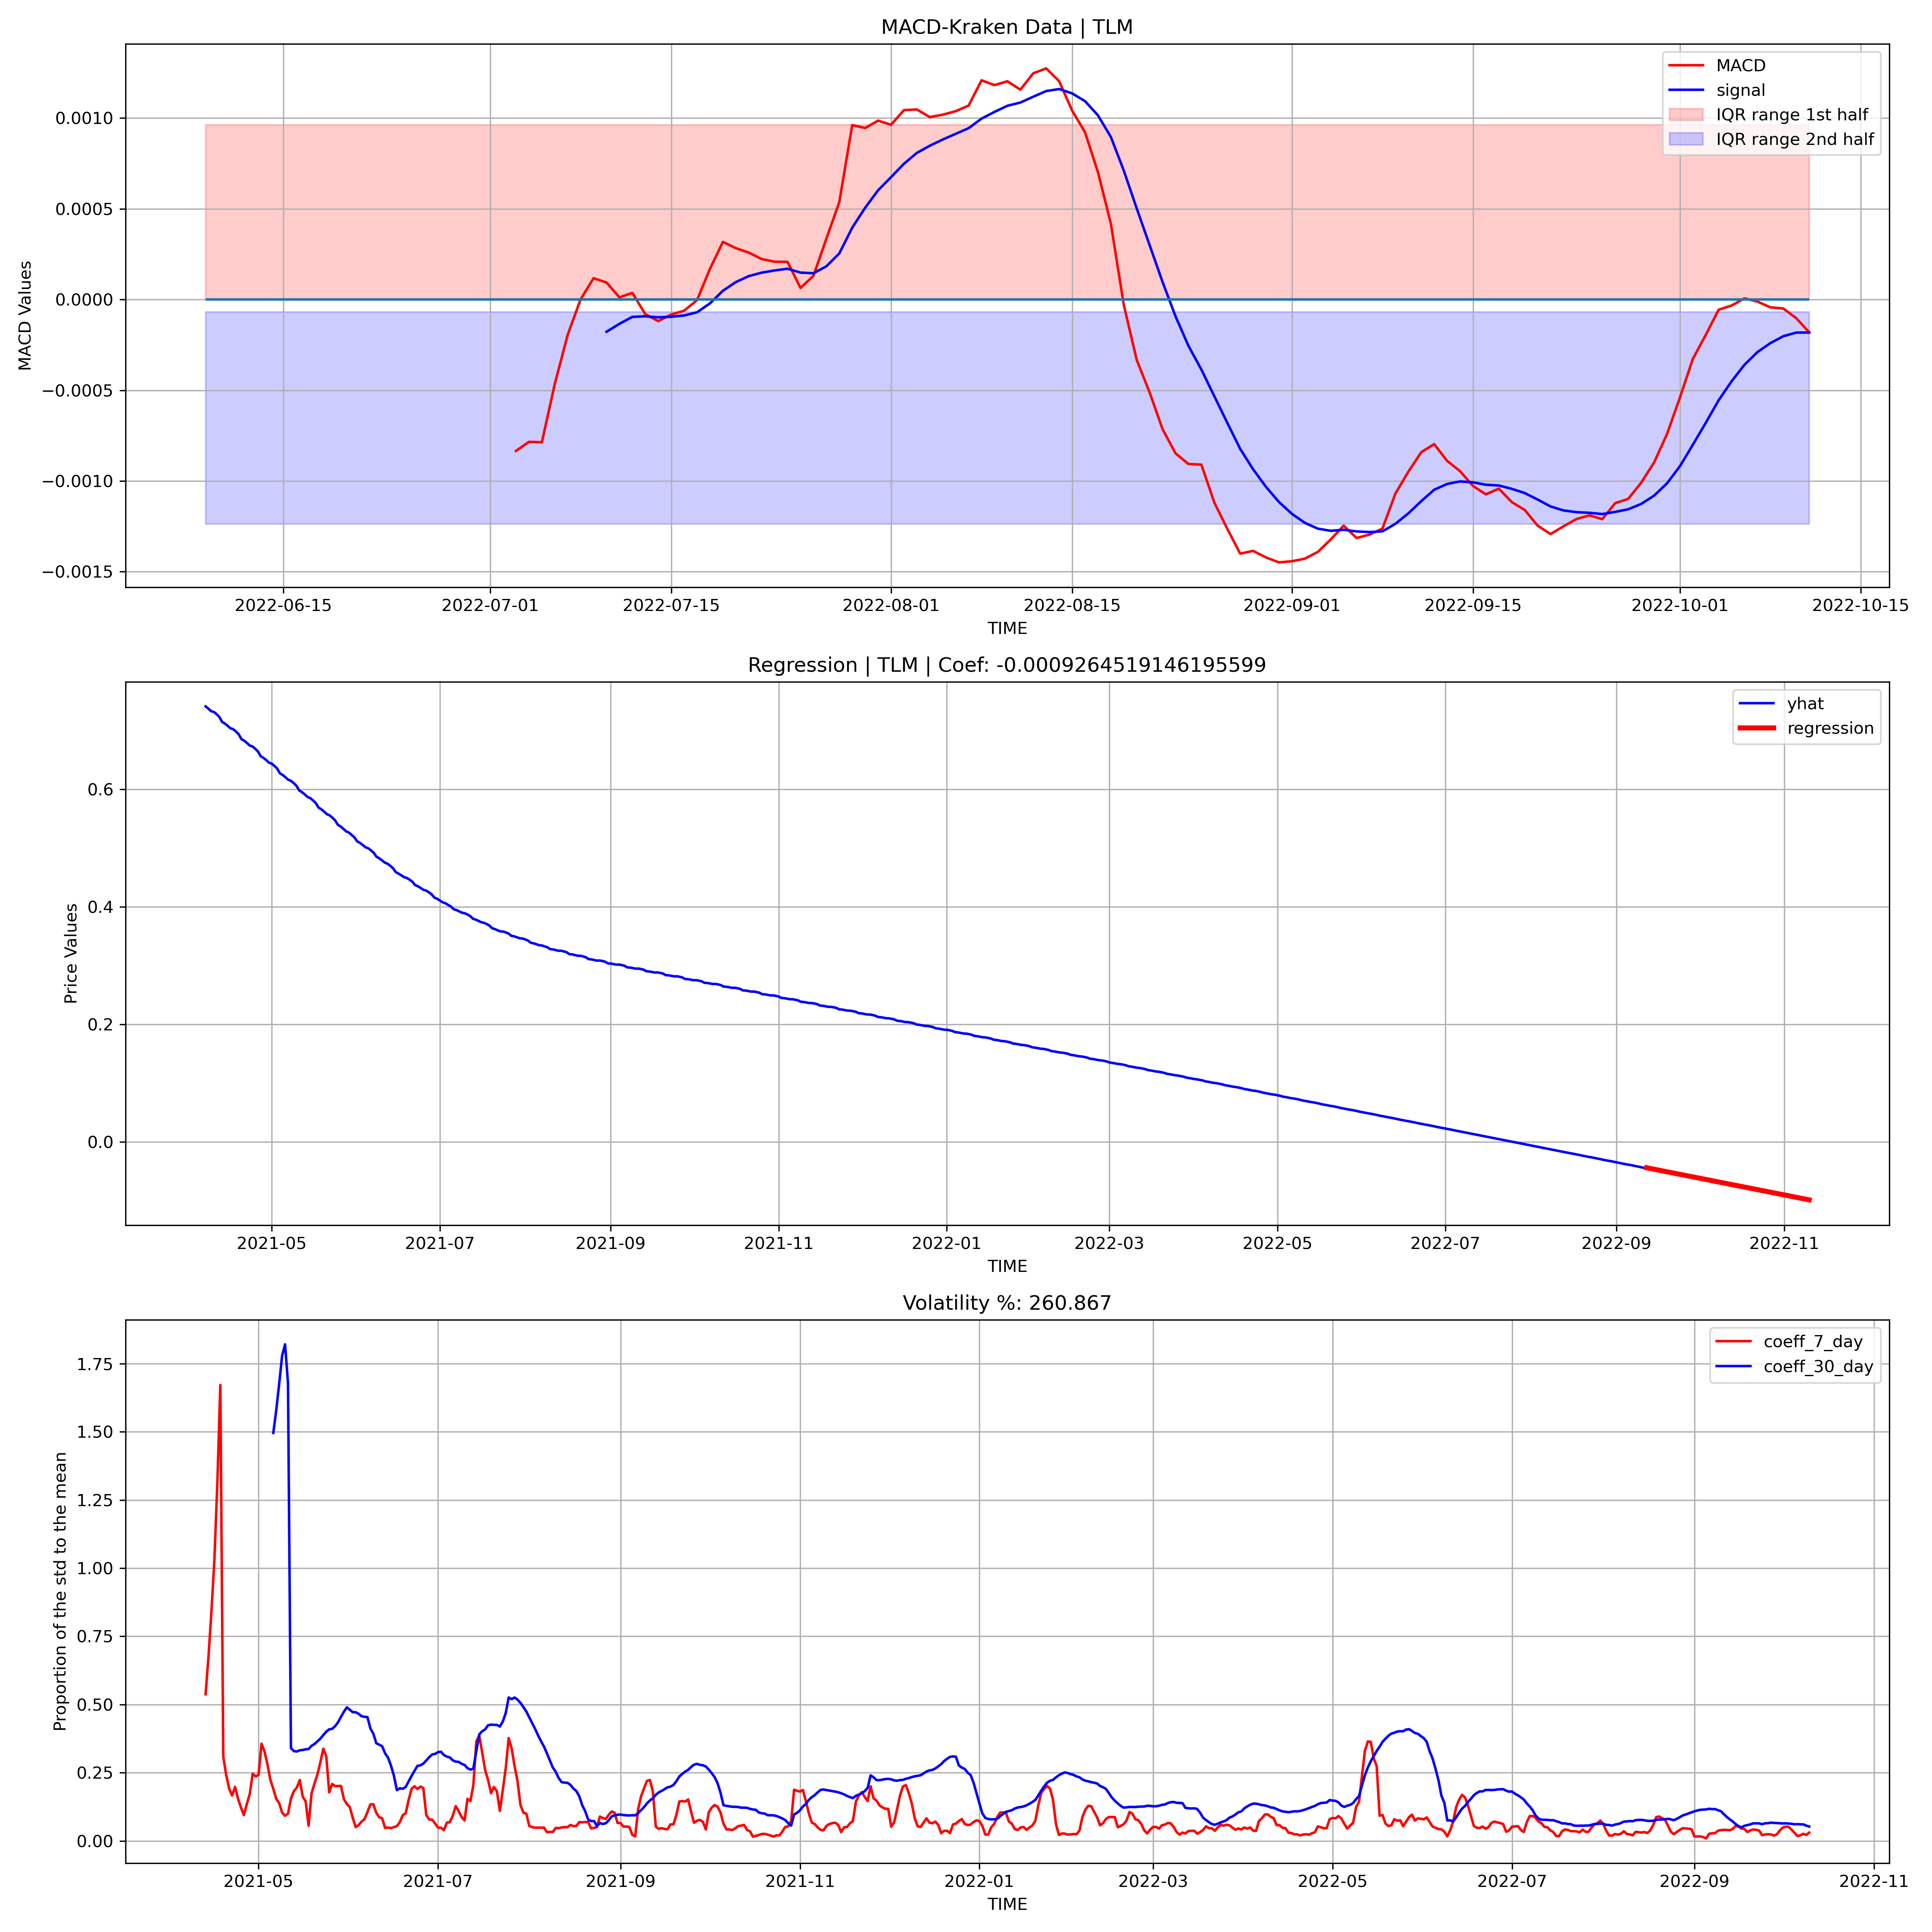 MACD-Kraken Data | TLM
MACD
signal
IQR range 1st half
IQR range 2nd half
0.0010
0.0005
0.0000
−0.0005
−0.0010
−0.0015
MACD Values
2022-06-15 2022-07-01 2022-07-15 2022-08-01 2022-08-15 2022-09-01 2022-09-15 2022-10-01 2022-10-15
TIME
Regression | TLM | Coef: -0.0009264519146195599
yhat
regression
0.6
0.4
0.2
0.0
Price Values
2021-05 2021-07 2021-09 2021-11 2022-01 2022-03 2022-05 2022-07 2022-09 2022-11
TIME
Volatility %: 260.867
coeff_7_day
coeff_30_day
1.75
1.50
1.25
1.00
0.75
0.50
0.25
0.00
Proportion of the std to the mean
2021-05 2021-07 2021-09 2021-11 2022-01 2022-03 2022-05 2022-07 2022-09 2022-11
TIME